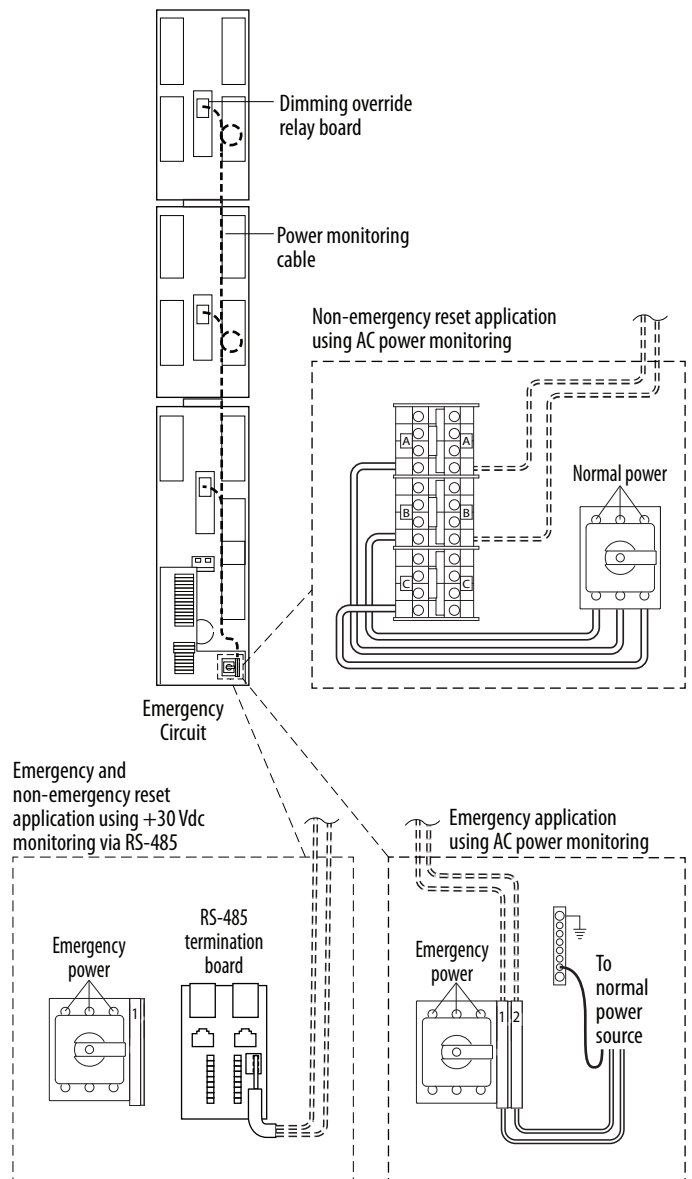 Dimming override
relay board
Power monitoring
cable
Non-emergency reset application
using AC power monitoring
A A
B B
C C
Normal power
Emergency
Circuit
Emergency and
non-emergency reset
application using +30 Vdc
monitoring via RS-485
RS-485
termination
board
Emergency
power
1
Emergency application
using AC power monitoring
Emergency
power
1 2
To
normal
power
source